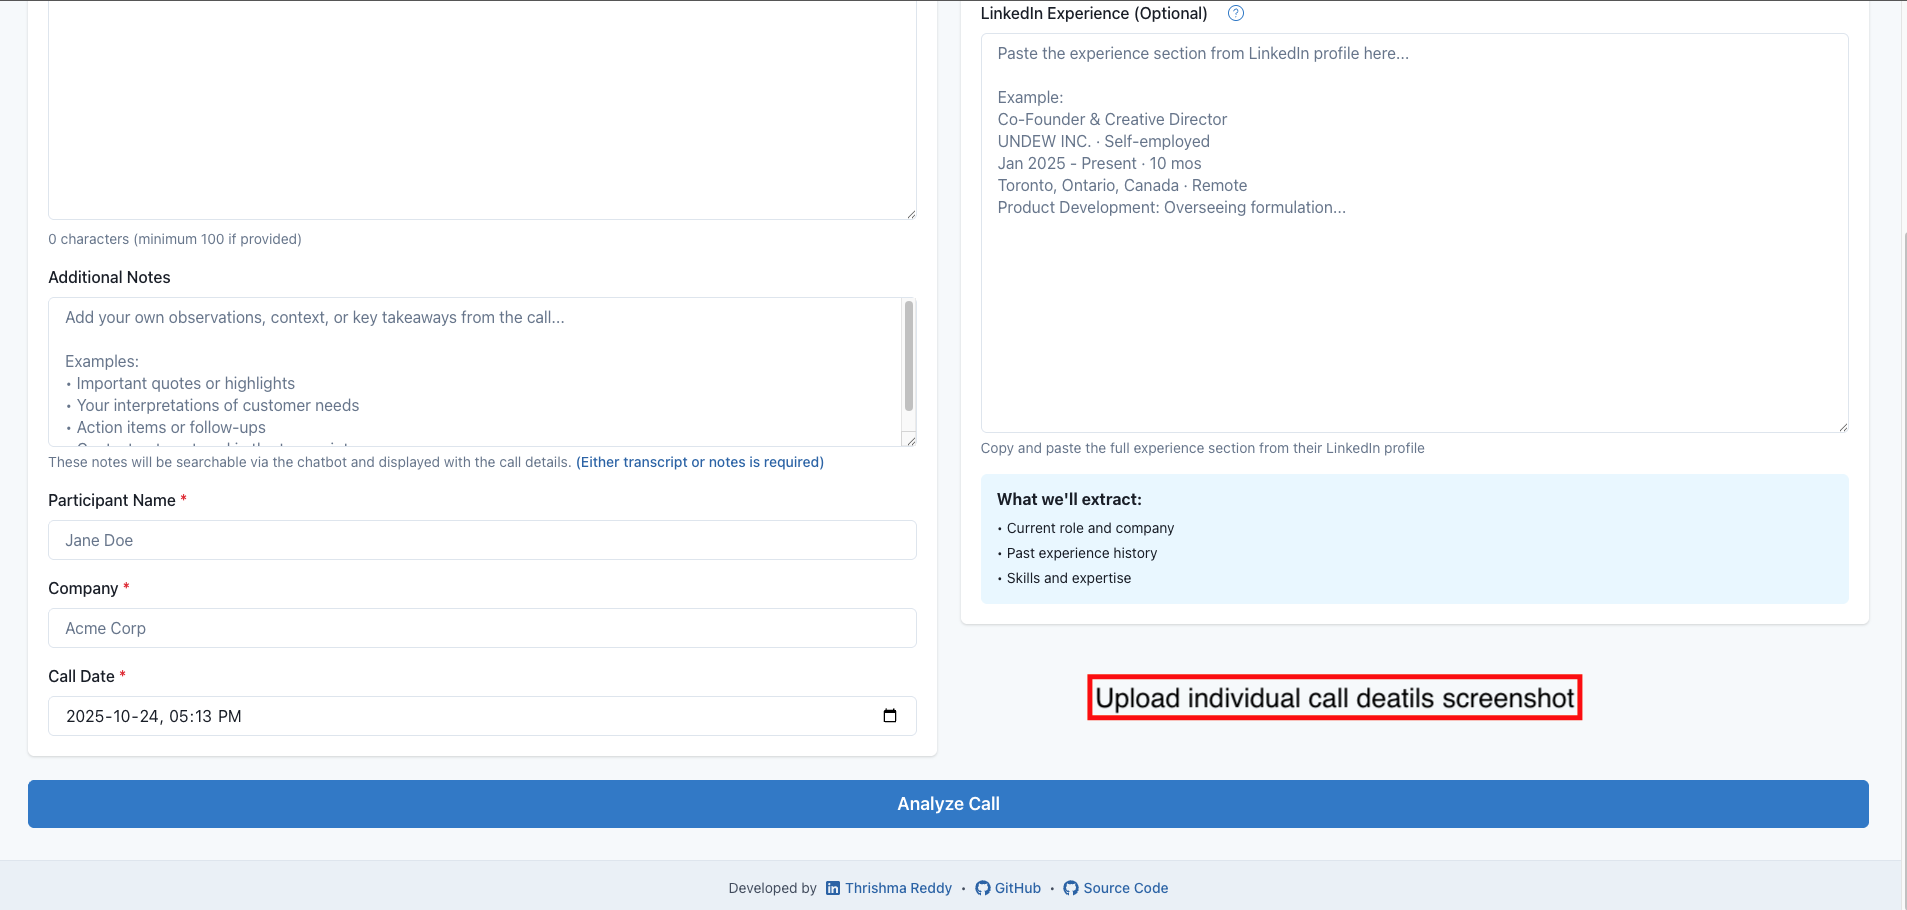 LinkedIn Experience (Optional) ?
Paste the experience section from LinkedIn profile here...
Example:
Co-Founder & Creative Director
UNDEW INC. · Self-employed
Jan 2025 - Present · 10 mos
Toronto, Ontario, Canada · Remote
Product Development: Overseeing formulation...
Copy and paste the full experience section from their LinkedIn profile
What we'll extract:
• Current role and company
• Past experience history
• Skills and expertise
0 characters (minimum 100 if provided)
Additional Notes
Add your own observations, context, or key takeaways from the call...
Examples:
• Important quotes or highlights
• Your interpretations of customer needs
• Action items or follow-ups
These notes will be searchable via the chatbot and displayed with the call details. (Either transcript or notes is required)
Participant Name *
Jane Doe
Company *
Acme Corp
Call Date *
2025-10-24, 05:13 PM
Upload individual call deatils screenshot
Analyze Call
Developed by in Thrishma Reddy • GitHub • Source Code